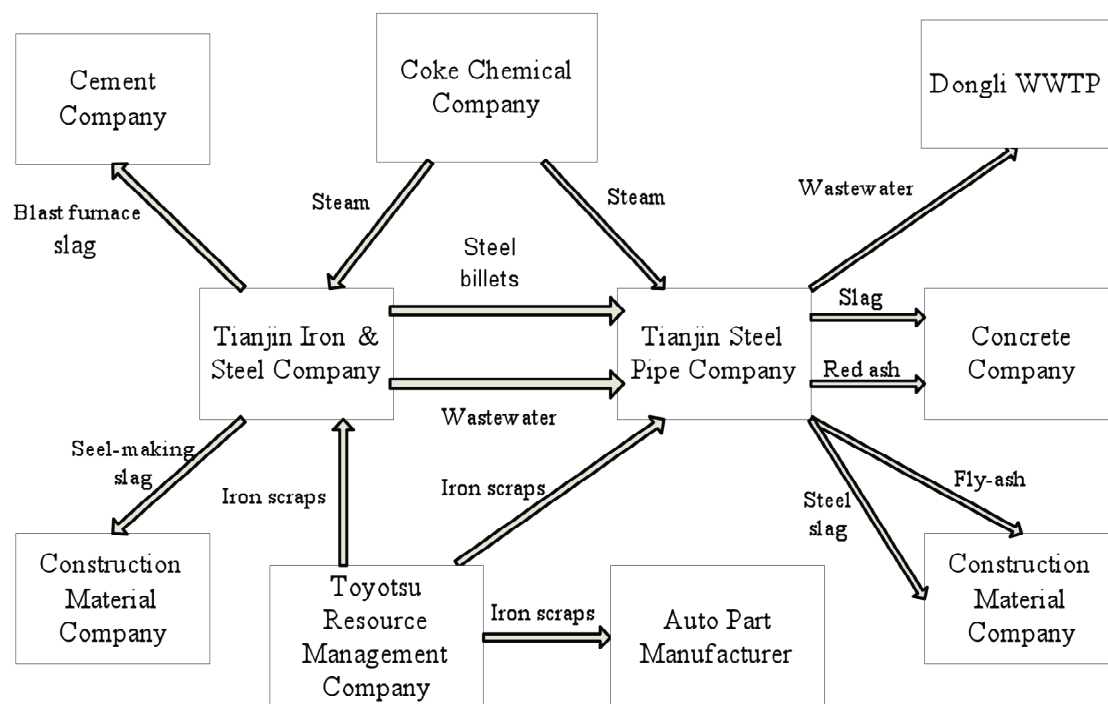 Cement
Company
Coke Chemical
Company
Dongli WWTP
Blast furnace
slag
Steam
Steam
Wastewater
Steel
billets
Tianjin Iron &
Steel Company
Tianjin Steel
Pipe Company
Slag
Red ash
Concrete
Company
Wastewater
Seel-making
slag
Iron scraps
Iron scraps
Steel
slag
Fly-ash
Construction
Material
Company
Toyotsu
Resource
Management
Company
Iron scraps
Auto Part
Manufacturer
Construction
Material
Company